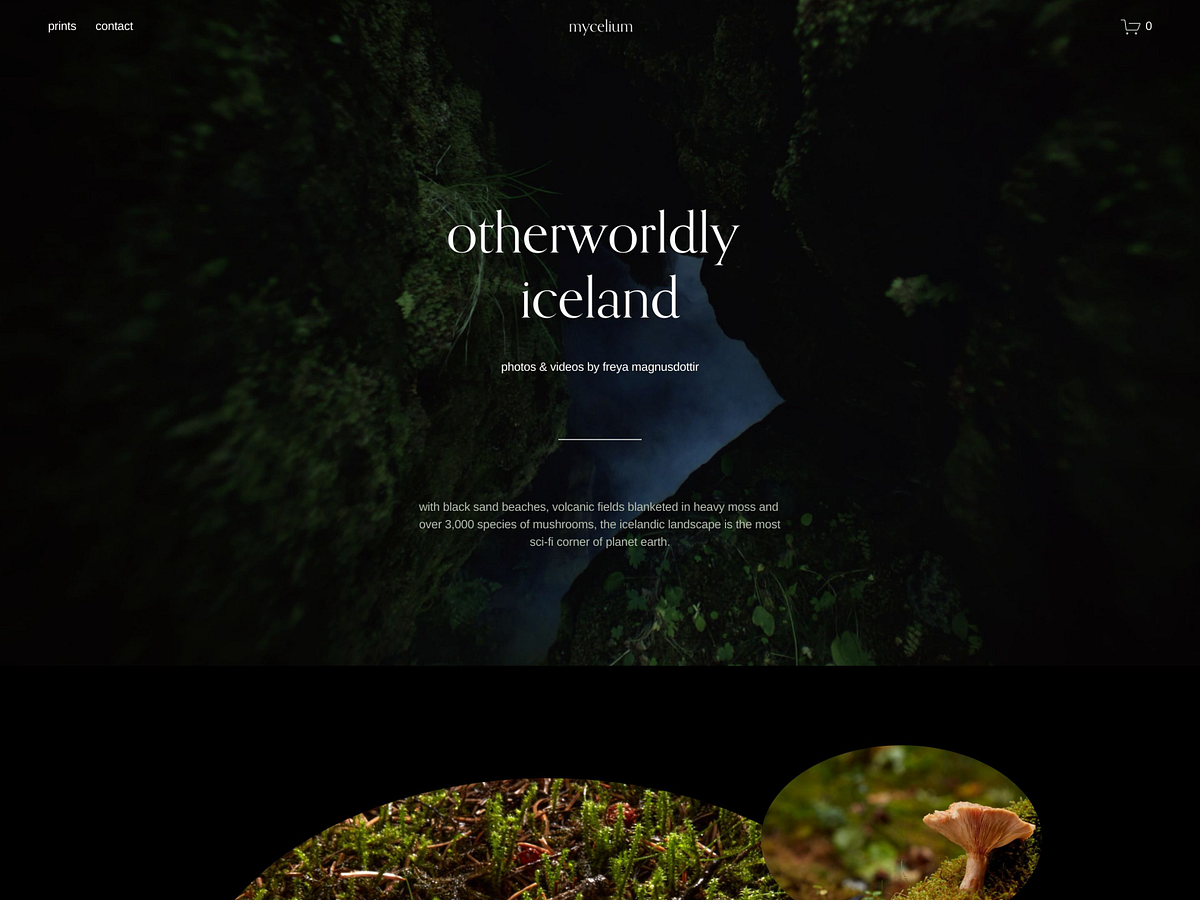 prints contact mycelium 0
otherworldly
iceland
photos & videos by freya magnusdottir
with black sand beaches, volcanic fields blanketed in heavy moss and
over 3,000 species of mushrooms, the icelandic landscape is the most
sci-fi corner of planet earth.